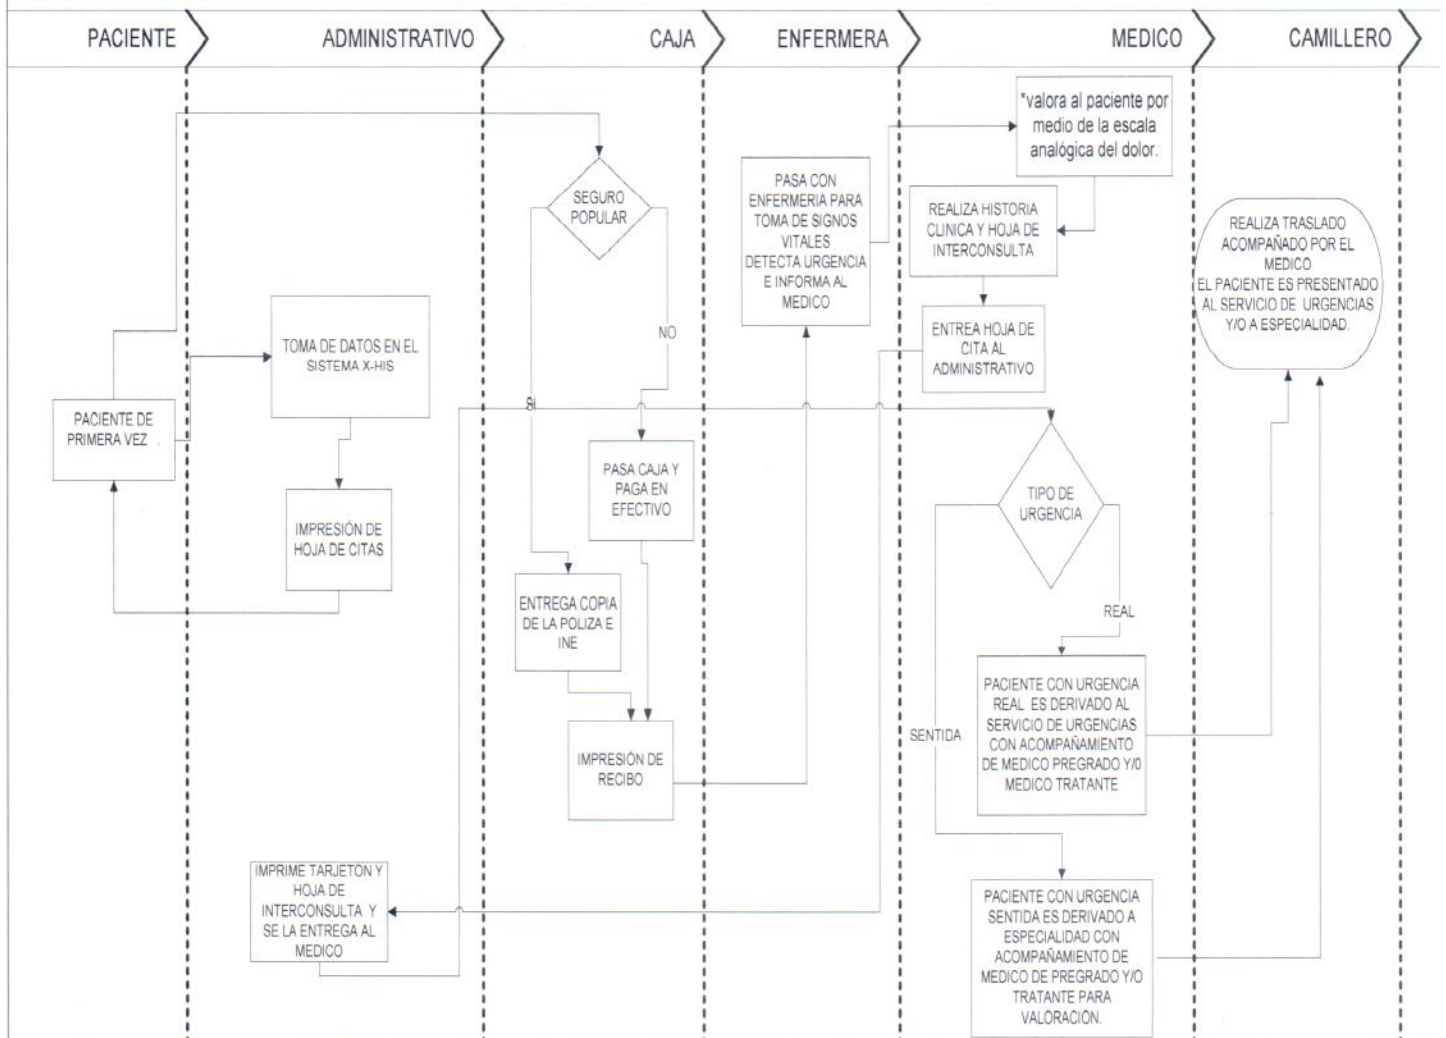 PACIENTE
ADMINISTRATIVO
CAJA
ENFERMERA
MEDICO
CAMILLERO
PACIENTE DE
PRIMERA VEZ .
TOMA DE DATOS EN EL
SISTEMA X-HIS
IMPRESIÓN DE
HOJA DE CITAS
SEGURO
POPULAR
NO
SI
PASA CAJA Y
PAGA EN
EFECTIVO
ENTREGA COPIA
DE LA POLIZA E
INE
IMPRESIÓN DE
RECIBO
PASA CON
ENFERMERIA PARA
TOMA DE SIGNOS
VITALES
DETECTA URGENCIA
E INFORMA AL
MEDICO
*valora al paciente por
medio de la escala
analógica del dolor.
REALIZA HISTORIA
CLINICA Y HOJA DE
INTERCONSULTA
ENTREA HOJA DE
CITA AL
ADMINISTRATIVO
IMPRIME TARJETON Y
HOJA DE
INTERCONSULTA Y
SE LA ENTREGA AL
MEDICO
TIPO DE
URGENCIA
REAL
SENTIDA
PACIENTE CON URGENCIA
REAL ES DERIVADO AL
SERVICIO DE URGENCIAS
CON ACOMPAÑAMIENTO
DE MEDICO PREGRADO Y/0
MEDICO TRATANTE
PACIENTE CON URGENCIA
SENTIDA ES DERIVADO A
ESPECIALIDAD CON
ACOMPAÑAMIENTO DE
MEDICO DE PREGRADO Y/O
TRATANTE PARA
VALORACION.
REALIZA TRASLADO
ACOMPAÑADO POR EL
MEDICO
EL PACIENTE ES PRESENTADO
AL SERVICIO DE URGENCIAS
Y/O A ESPECIALIDAD.